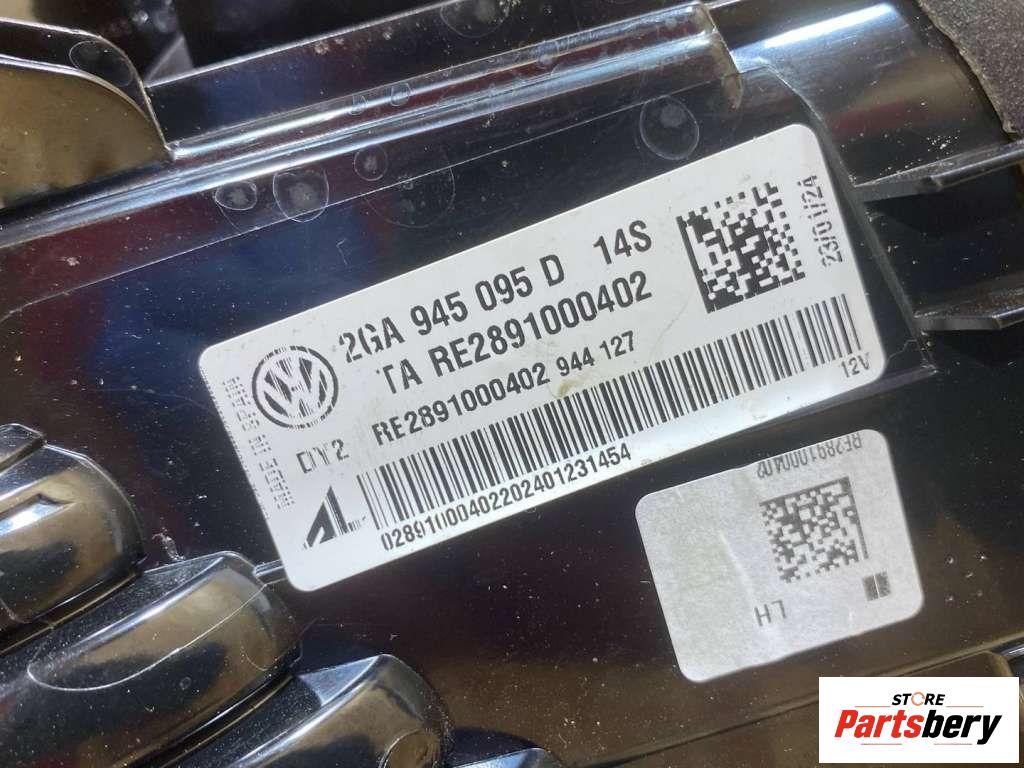 2GA 945 095 D 14S
TA RE2891000402
RE2891000402 944 127
MADE IN SPAIN
23/01/24
12V
AL
02891000402202401231454
RE2891000402
LH
STORE
Partsbery